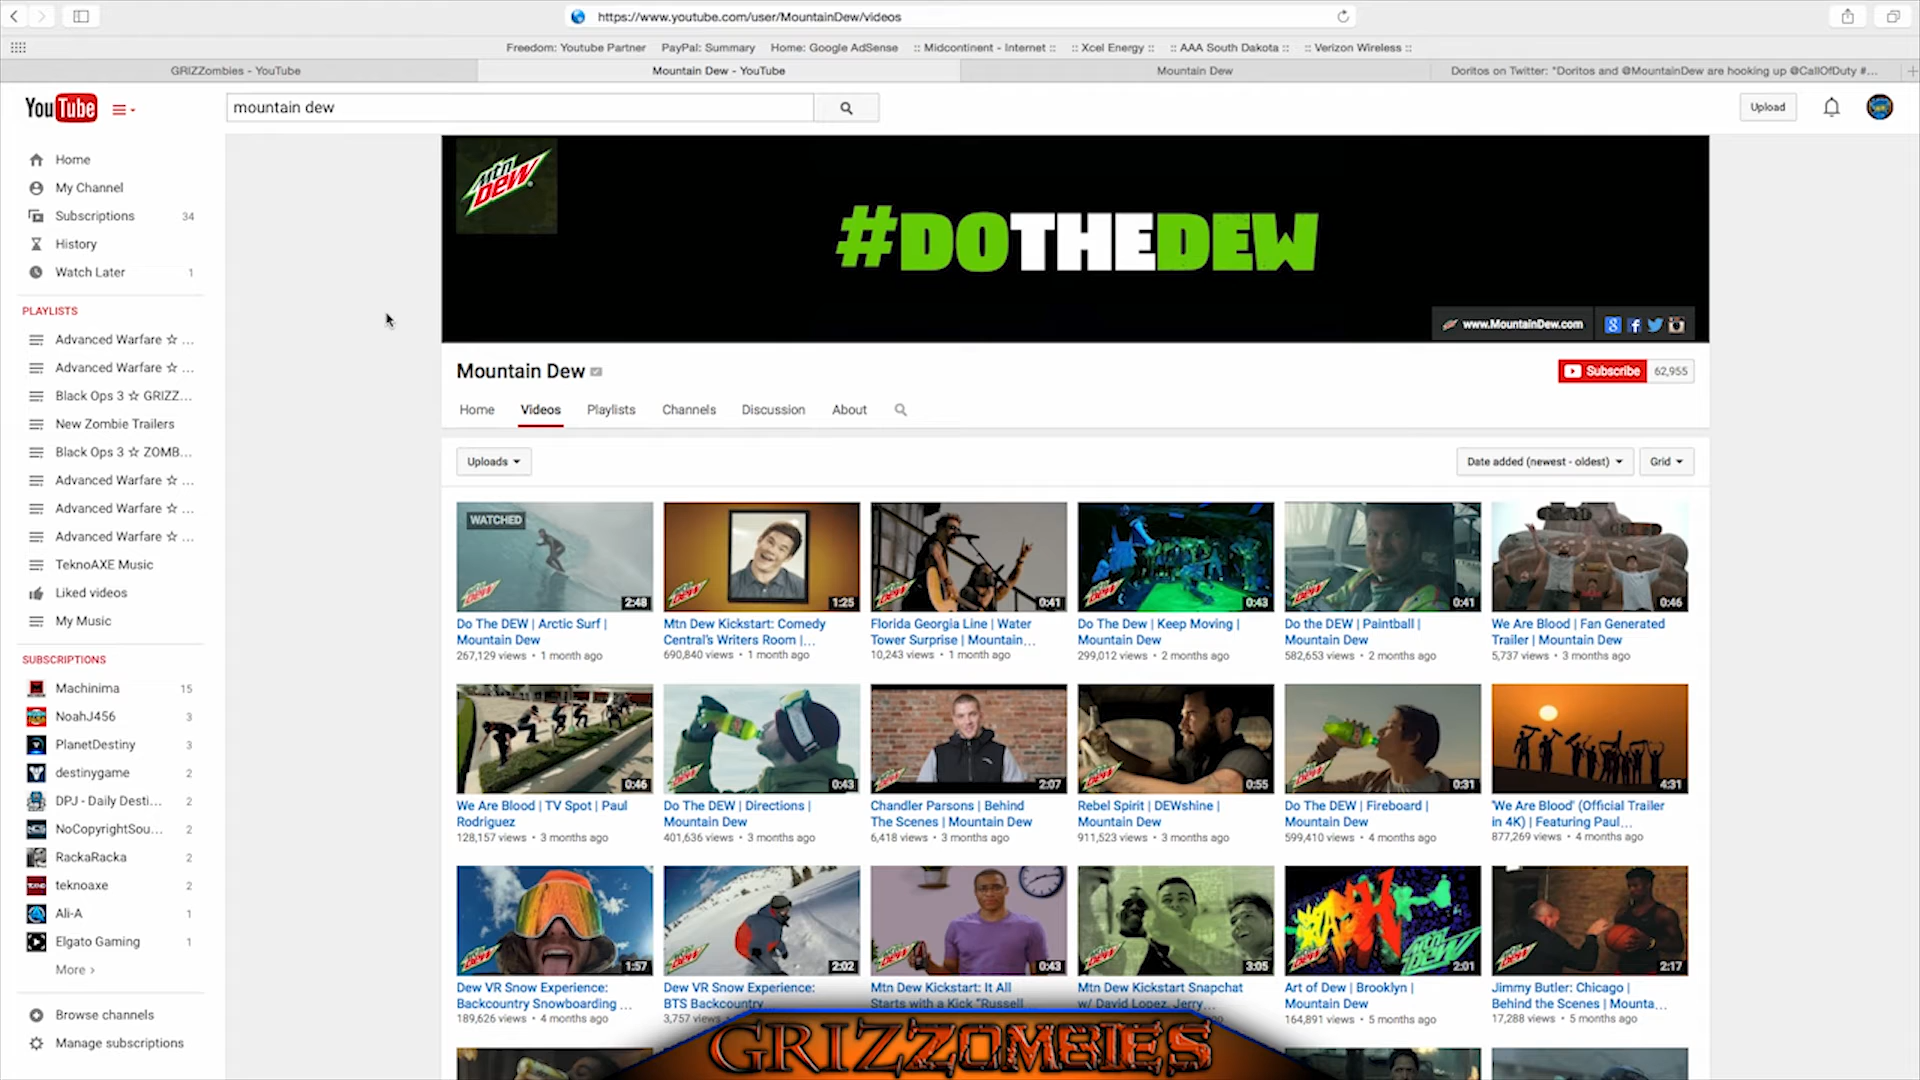 https://www.youtube.com/user/MountainDew/videos
Freedom: Youtube Partner PayPal: Summary Home: Google AdSense :: Midcontinent - Internet :: :: Xcel Energy :: :: AAA South Dakota :: :: Verizon Wireless ::
GRIZZombies - YouTube Mountain Dew - YouTube Mountain Dew Doritos on Twitter: "Doritos and @MountainDew are hooking up @CallOfDuty #...
YouTube mountain dew Upload
Home
My Channel
Subscriptions 34
History
Watch Later 1
PLAYLISTS
Advanced Warfare ☆ ...
Advanced Warfare ☆ ...
Black Ops 3 ☆ GRIZZ...
New Zombie Trailers
Black Ops 3 ☆ ZOMB...
Advanced Warfare ☆ ...
Advanced Warfare ☆ ...
Advanced Warfare ☆ ...
TeknoAXE Music
Liked videos
My Music
SUBSCRIPTIONS
Machinima 15
NoahJ456 3
PlanetDestiny 3
destinygame 2
DPJ - Daily Desti... 2
NoCopyrightSou... 2
RackaRacka 2
teknoaxe 2
Ali-A 1
Elgato Gaming 1
More ›
Browse channels
Manage subscriptions
Mtn DEW
#DOTHEDEW
www.MountainDew.com
Mountain Dew
Subscribe 62,955
Home Videos Playlists Channels Discussion About
Uploads Date added (newest - oldest) Grid
WATCHED
2:48 1:25 0:41 0:43 0:41 0:46
Do The DEW | Arctic Surf |
Mountain Dew
267,129 views • 1 month ago
Mtn Dew Kickstart: Comedy
Central's Writers Room |...
690,840 views • 1 month ago
Florida Georgia Line | Water
Tower Surprise | Mountain...
10,243 views • 1 month ago
Do The Dew | Keep Moving |
Mountain Dew
299,012 views • 2 months ago
Do the DEW | Paintball |
Mountain Dew
582,653 views • 2 months ago
We Are Blood | Fan Generated
Trailer | Mountain Dew
5,737 views • 3 months ago
0:46 0:43 2:07 0:55 0:31 4:31
We Are Blood | TV Spot | Paul
Rodriguez
128,157 views • 3 months ago
Do The DEW | Directions |
Mountain Dew
401,636 views • 3 months ago
Chandler Parsons | Behind
The Scenes | Mountain Dew
6,418 views • 3 months ago
Rebel Spirit | DEWshine |
Mountain Dew
911,523 views • 3 months ago
Do The DEW | Fireboard |
Mountain Dew
599,410 views • 4 months ago
'We Are Blood' (Official Trailer
in 4K) | Featuring Paul...
877,269 views • 4 months ago
1:57 2:02 0:43 3:05 2:01 2:17
Dew VR Snow Experience:
Backcountry Snowboarding ...
189,626 views • 4 months ago
Dew VR Snow Experience:
BTS Backcountry
3,757 views
Mtn Dew Kickstart: It All
Starts with a Kick "Russell
Mtn Dew Kickstart Snapchat
w/ David Lopez, Jerry...
Art of Dew | Brooklyn |
Mountain Dew
164,891 views • 5 months ago
Jimmy Butler: Chicago |
Behind the Scenes | Mounta...
17,288 views • 5 months ago
GRIZZOMBIES